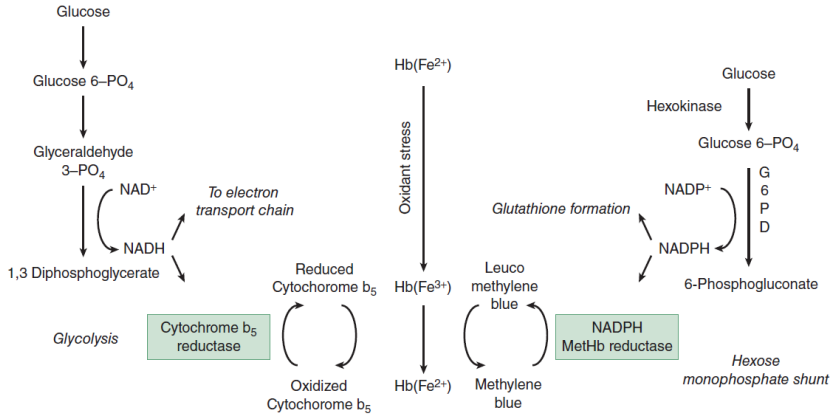 Glucose
Glucose 6–PO₄
Glyceraldehyde
3–PO₄
NAD⁺
NADH
1,3 Diphosphoglycerate
To electron
transport chain
Glycolysis
Cytochrome b₅
reductase
Reduced
Cytochorome b₅
Oxidized
Cytochorome b₅
Hb(Fe²⁺)
Oxidant stress
Hb(Fe³⁺)
Hb(Fe²⁺)
Leuco
methylene
blue
Methylene
blue
NADPH
MetHb reductase
Glutathione formation
Glucose
Hexokinase
Glucose 6–PO₄
NADP⁺
NADPH
G
6
P
D
6-Phosphogluconate
Hexose
monophosphate shunt